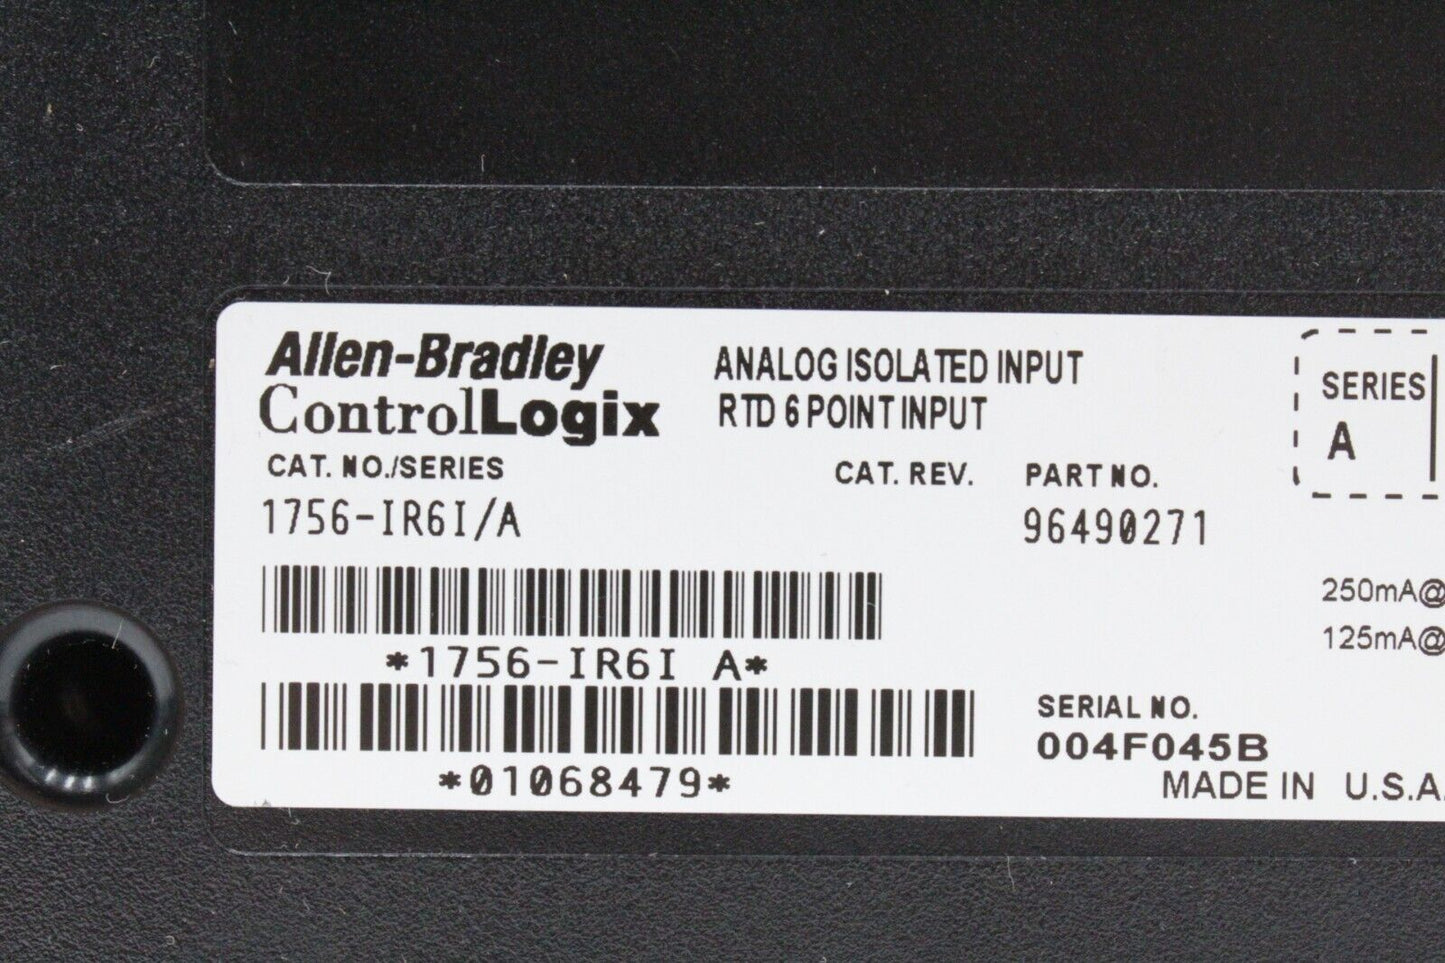 Allen-Bradley
ControlLogix
ANALOG ISOLATED INPUT
RTD 6 POINT INPUT
SERIES
A
CAT. NO./SERIES
CAT. REV.
PART NO.
1756-IR6I/A
96490271
250mA@
125mA@
*1756-IR6I A*
SERIAL NO.
004F045B
*01068479*
MADE IN U.S.A.